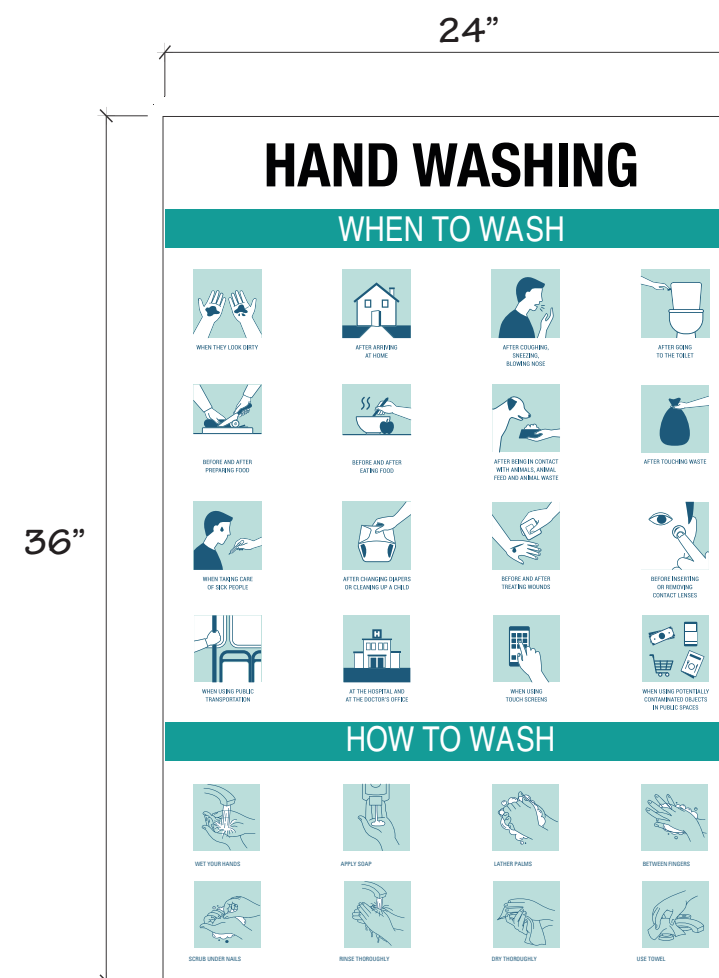 24”
HAND WASHING
WHEN TO WASH
WHEN THEY LOOK DIRTY
AFTER ARRIVING
AT HOME
AFTER COUGHING,
SNEEZING,
BLOWING NOSE
AFTER GOING
TO THE TOILET
BEFORE AND AFTER
PREPARING FOOD
BEFORE AND AFTER
EATING FOOD
AFTER BEING IN CONTACT
WITH ANIMALS, ANIMAL
FEED AND ANIMAL WASTE
AFTER TOUCHING WASTE
36”
WHEN TAKING CARE
OF SICK PEOPLE
AFTER CHANGING DIAPERS
OR CLEANING UP A CHILD
BEFORE AND AFTER
TREATING WOUNDS
BEFORE INSERTING
OR REMOVING
CONTACT LENSES
H
WHEN USING PUBLIC
TRANSPORTATION
AT THE HOSPITAL AND
AT THE DOCTOR'S OFFICE
WHEN USING
TOUCH SCREENS
WHEN USING POTENTIALLY
CONTAMINATED OBJECTS
IN PUBLIC SPACES
HOW TO WASH
WET YOUR HANDS
APPLY SOAP
LATHER PALMS
BETWEEN FINGERS
SCRUB UNDER NAILS
RINSE THOROUGHLY
DRY THOROUGHLY
USE TOWEL